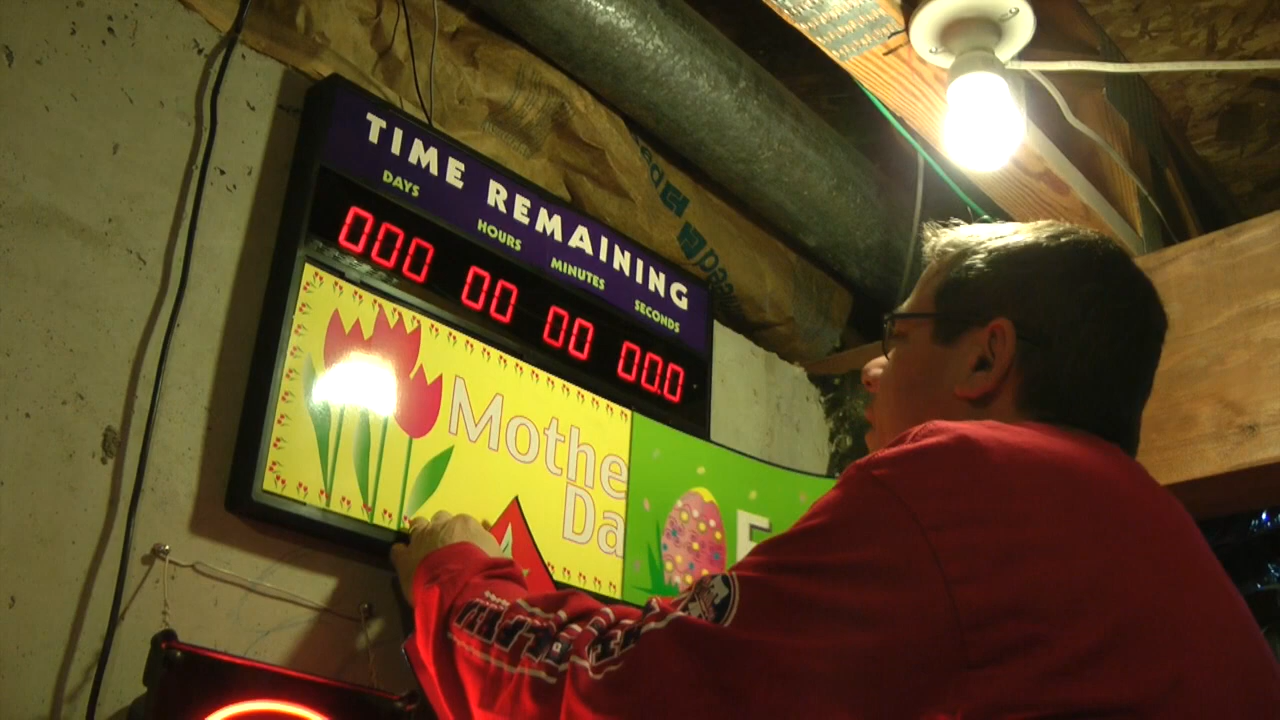 TIME REMAINING
DAYS HOURS MINUTES SECONDS
000 00 00 00.0
Mothe
Da